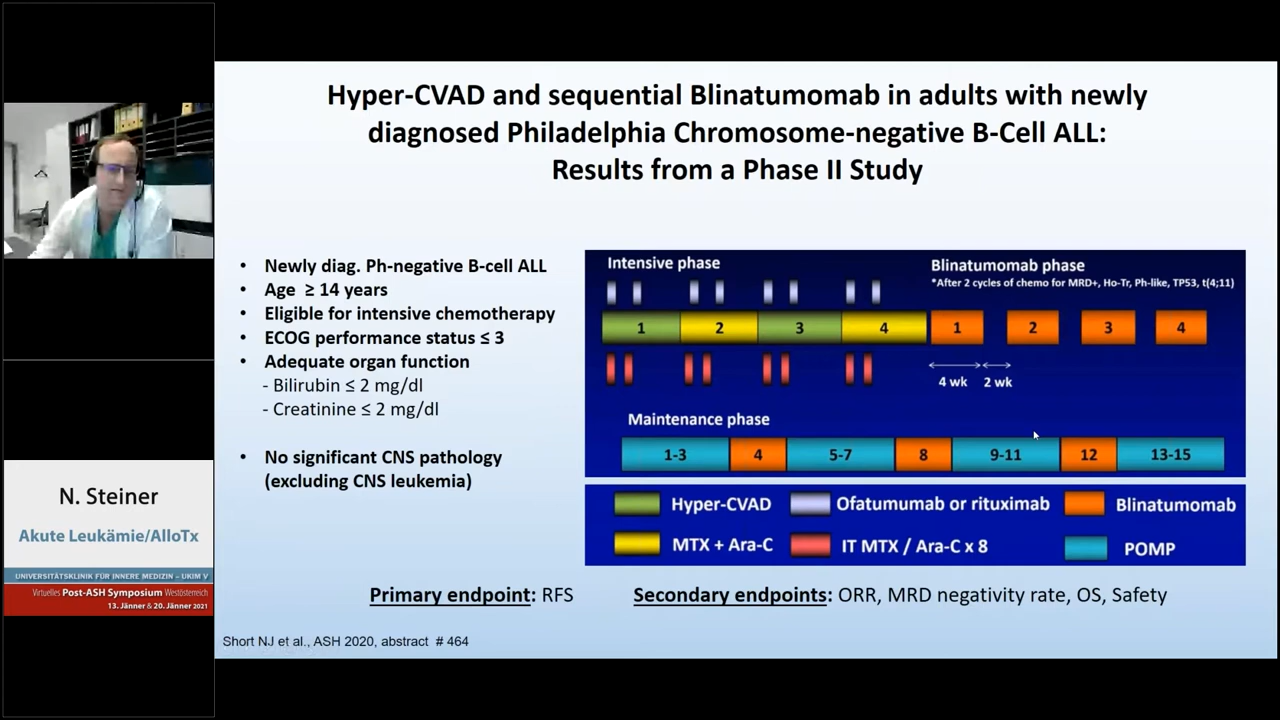 Hyper-CVAD and sequential Blinatumomab in adults with newly
diagnosed Philadelphia Chromosome-negative B-Cell ALL:
Results from a Phase II Study
• Newly diag. Ph-negative B-cell ALL
• Age ≥ 14 years
• Eligible for intensive chemotherapy
• ECOG performance status ≤ 3
• Adequate organ function
- Bilirubin ≤ 2 mg/dl
- Creatinine ≤ 2 mg/dl
• No significant CNS pathology
(excluding CNS leukemia)
Intensive phase
Blinatumomab phase
*After 2 cycles of chemo for MRD+, Ho-Tr, Ph-like, TP53, t(4;11)
1 2 3 4 1 2 3 4
4 wk 2 wk
Maintenance phase
1-3 4 5-7 8 9-11 12 13-15
Hyper-CVAD Ofatumumab or rituximab Blinatumomab
MTX + Ara-C IT MTX / Ara-C x 8 POMP
Primary endpoint: RFS Secondary endpoints: ORR, MRD negativity rate, OS, Safety
Short NJ et al., ASH 2020, abstract # 464
N. Steiner
Akute Leukämie/AlloTx
UNIVERSITÄTSKLINIK FÜR INNERE MEDIZIN – UKIM V
Virtuelles Post-ASH Symposium Westösterreich
13. Jänner & 20. Jänner 2021